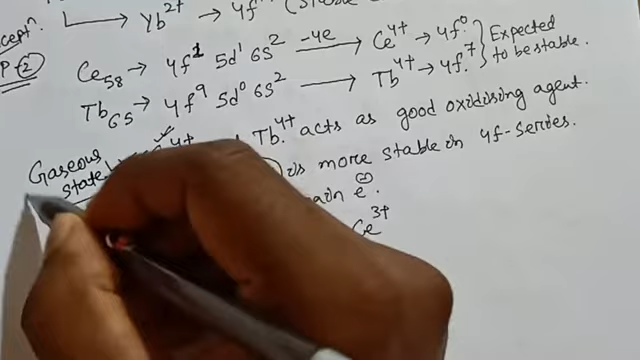 Yb²⁺ → 4f
P-2
Ce₅₈ → 4f¹ 5d¹ 6s² —-4e→ Ce⁴⁺ → 4f⁰. } Expected
Tb₆₅ → 4f⁹ 5d⁰ 6s² ⟶ Tb⁴⁺ → 4f⁷. to be stable.
Gaseous ✓ 4+ Tb⁴⁺ acts as good oxidising agent.
state is more stable in 4f-series.
e⊖.
Ce³⁺